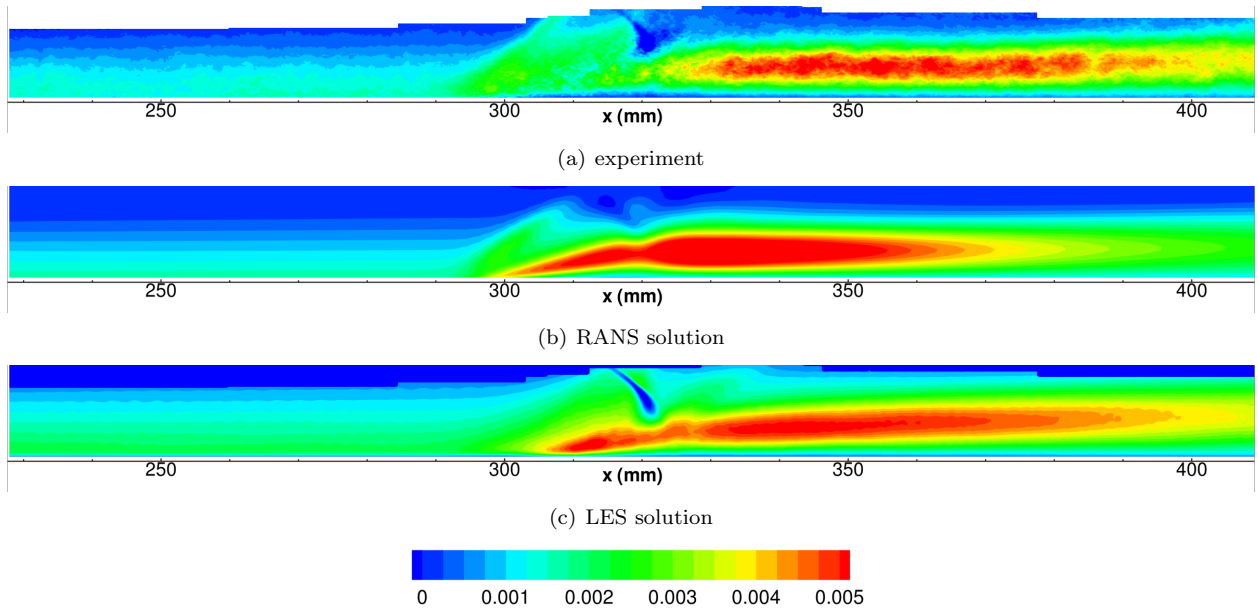 250 300 350 400
x (mm)
(a) experiment
250 300 350 400
x (mm)
(b) RANS solution
250 300 350 400
x (mm)
(c) LES solution
0 0.001 0.002 0.003 0.004 0.005